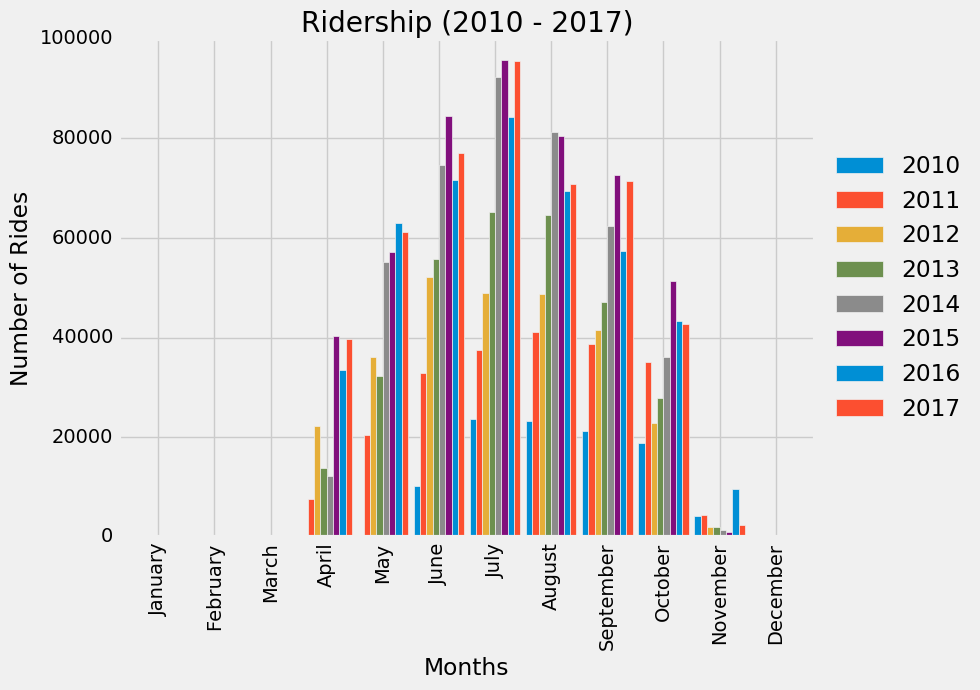 Ridership (2010 - 2017)
100000
80000
60000
40000
20000
0
Number of Rides
January
February
March
April
May
June
July
August
September
October
November
December
Months
2010
2011
2012
2013
2014
2015
2016
2017